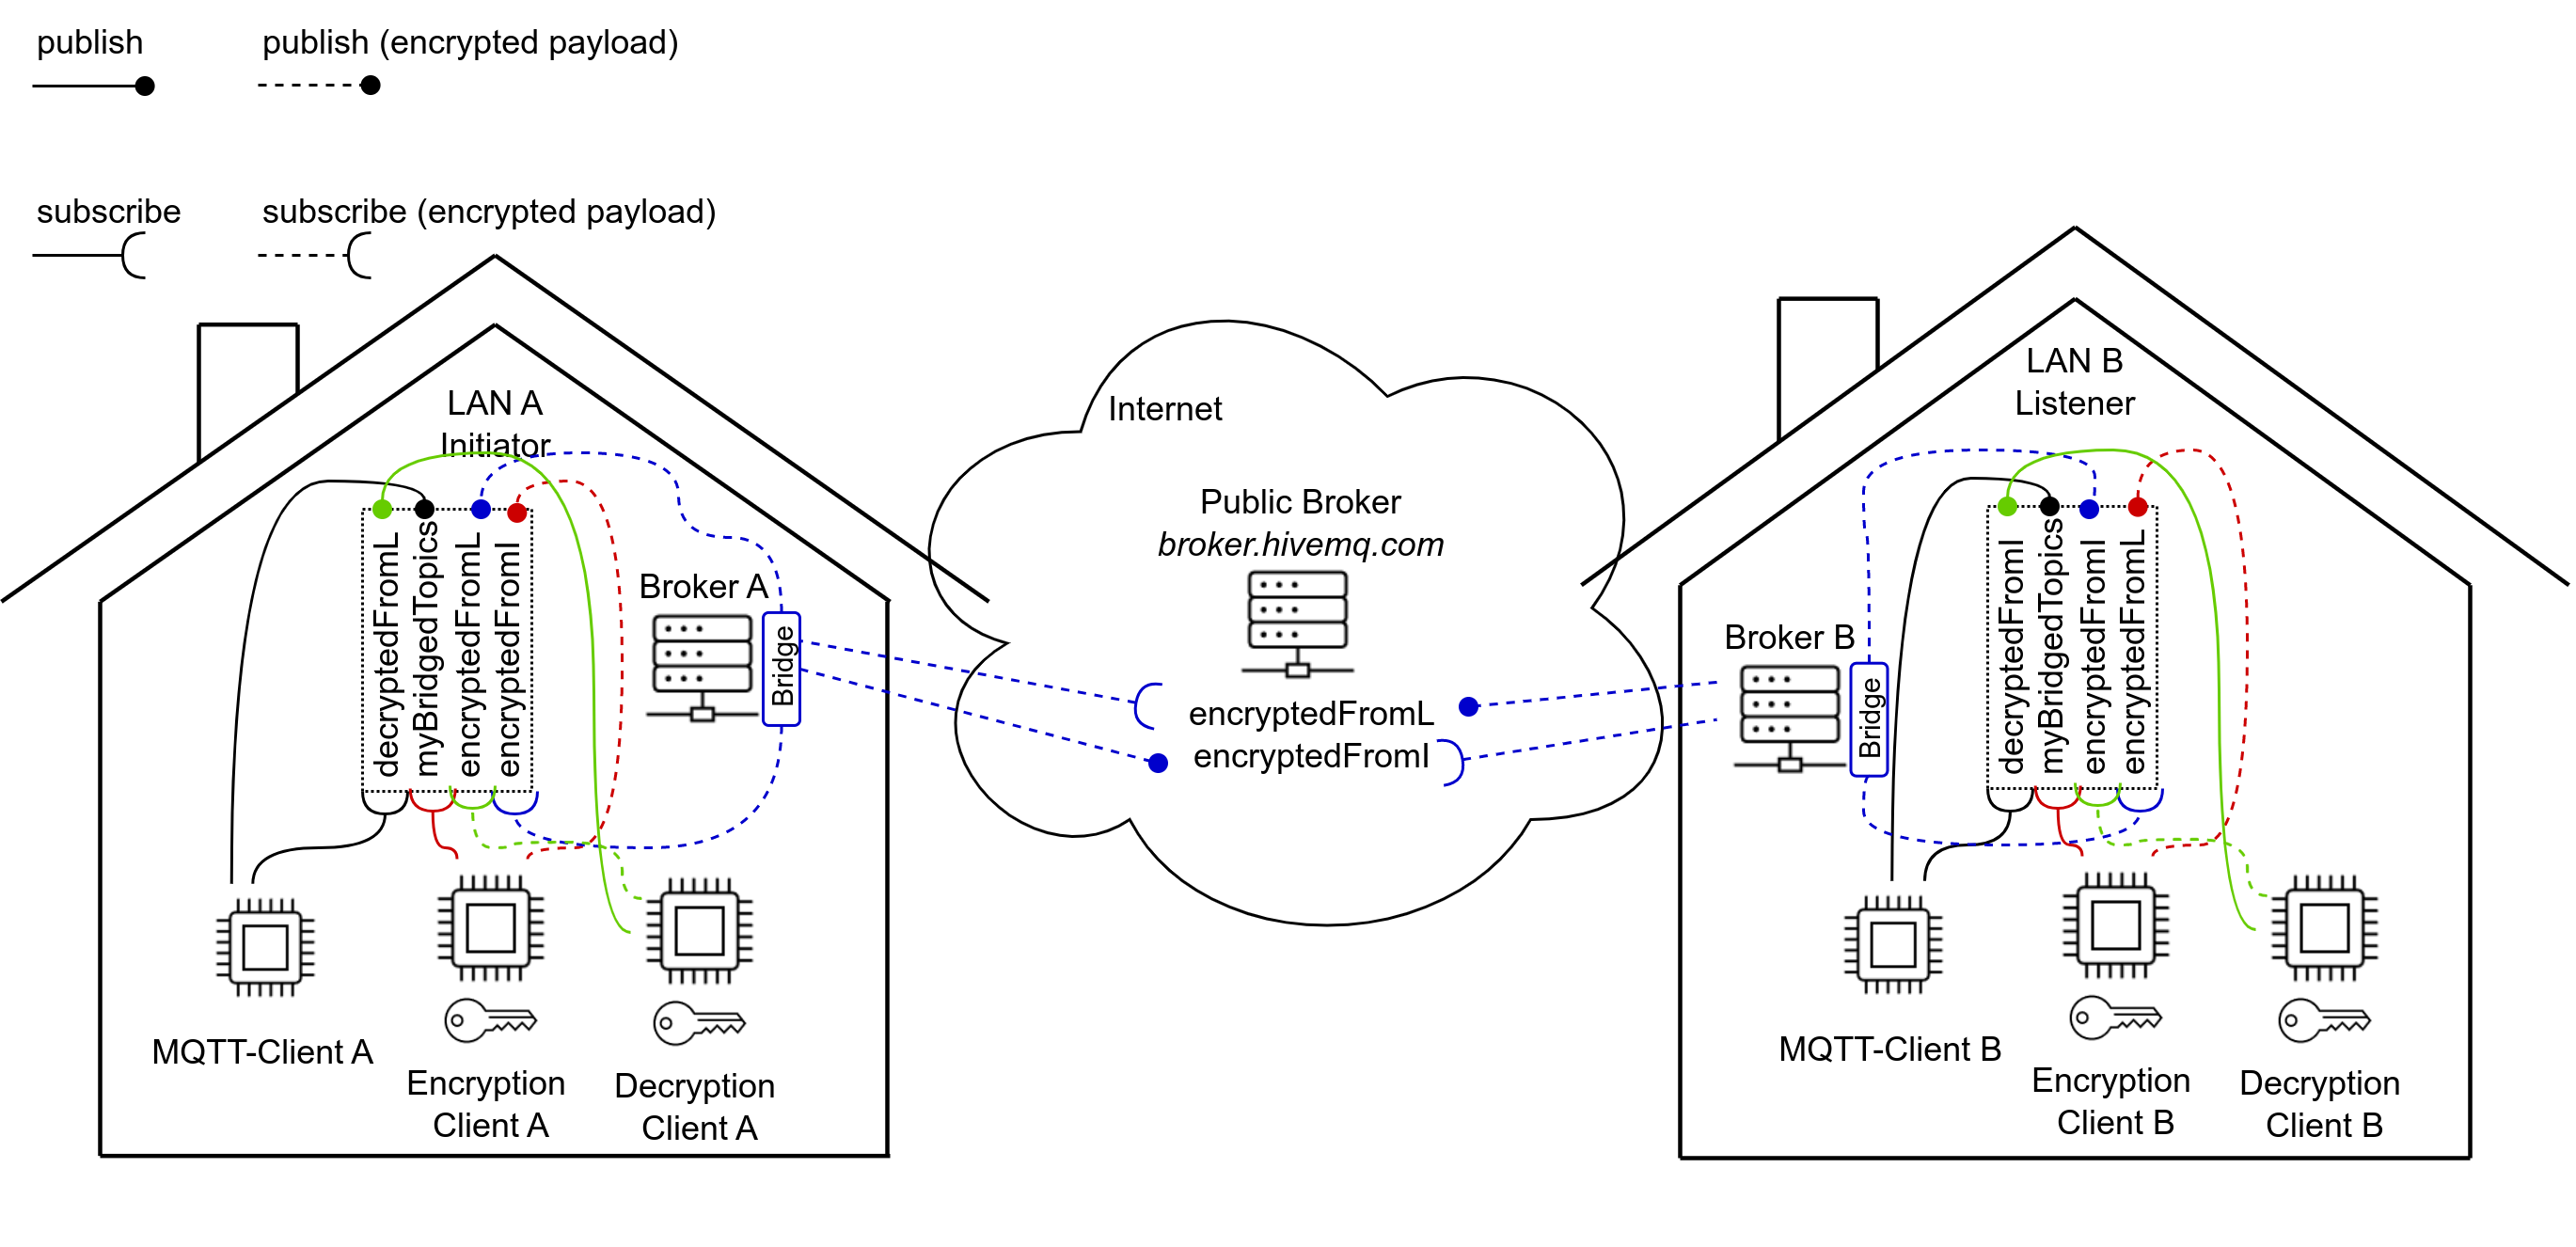 publish
publish (encrypted payload)
subscribe
subscribe (encrypted payload)
LAN A
Initiator
decryptedFromL
myBridgedTopics
encryptedFromL
encryptedFromI
Broker A
Bridge
MQTT-Client A
Encryption
Client A
Decryption
Client A
Internet
Public Broker
broker.hivemq.com
encryptedFromL
encryptedFromI
LAN B
Listener
Broker B
Bridge
decryptedFromI
myBridgedTopics
encryptedFromI
encryptedFromL
MQTT-Client B
Encryption
Client B
Decryption
Client B